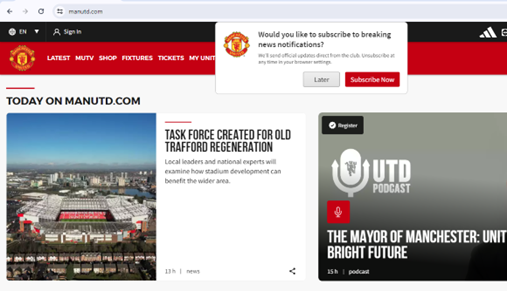 manutd.com
EN
Sign In
Would you like to subscribe to breaking
news notifications?
We'll send official updates direct from the club. Unsubscribe at
any time in your browser settings.
Later
Subscribe Now
LATEST MUTV SHOP FIXTURES TICKETS MY UNIT
TODAY ON MANUTD.COM
TASK FORCE CREATED FOR OLD
TRAFFORD REGENERATION
Local leaders and national experts will
examine how stadium development can
benefit the wider area.
13 h | news
Register
UTD
PODCAST
THE MAYOR OF MANCHESTER: UNIT
BRIGHT FUTURE
15 h | podcast